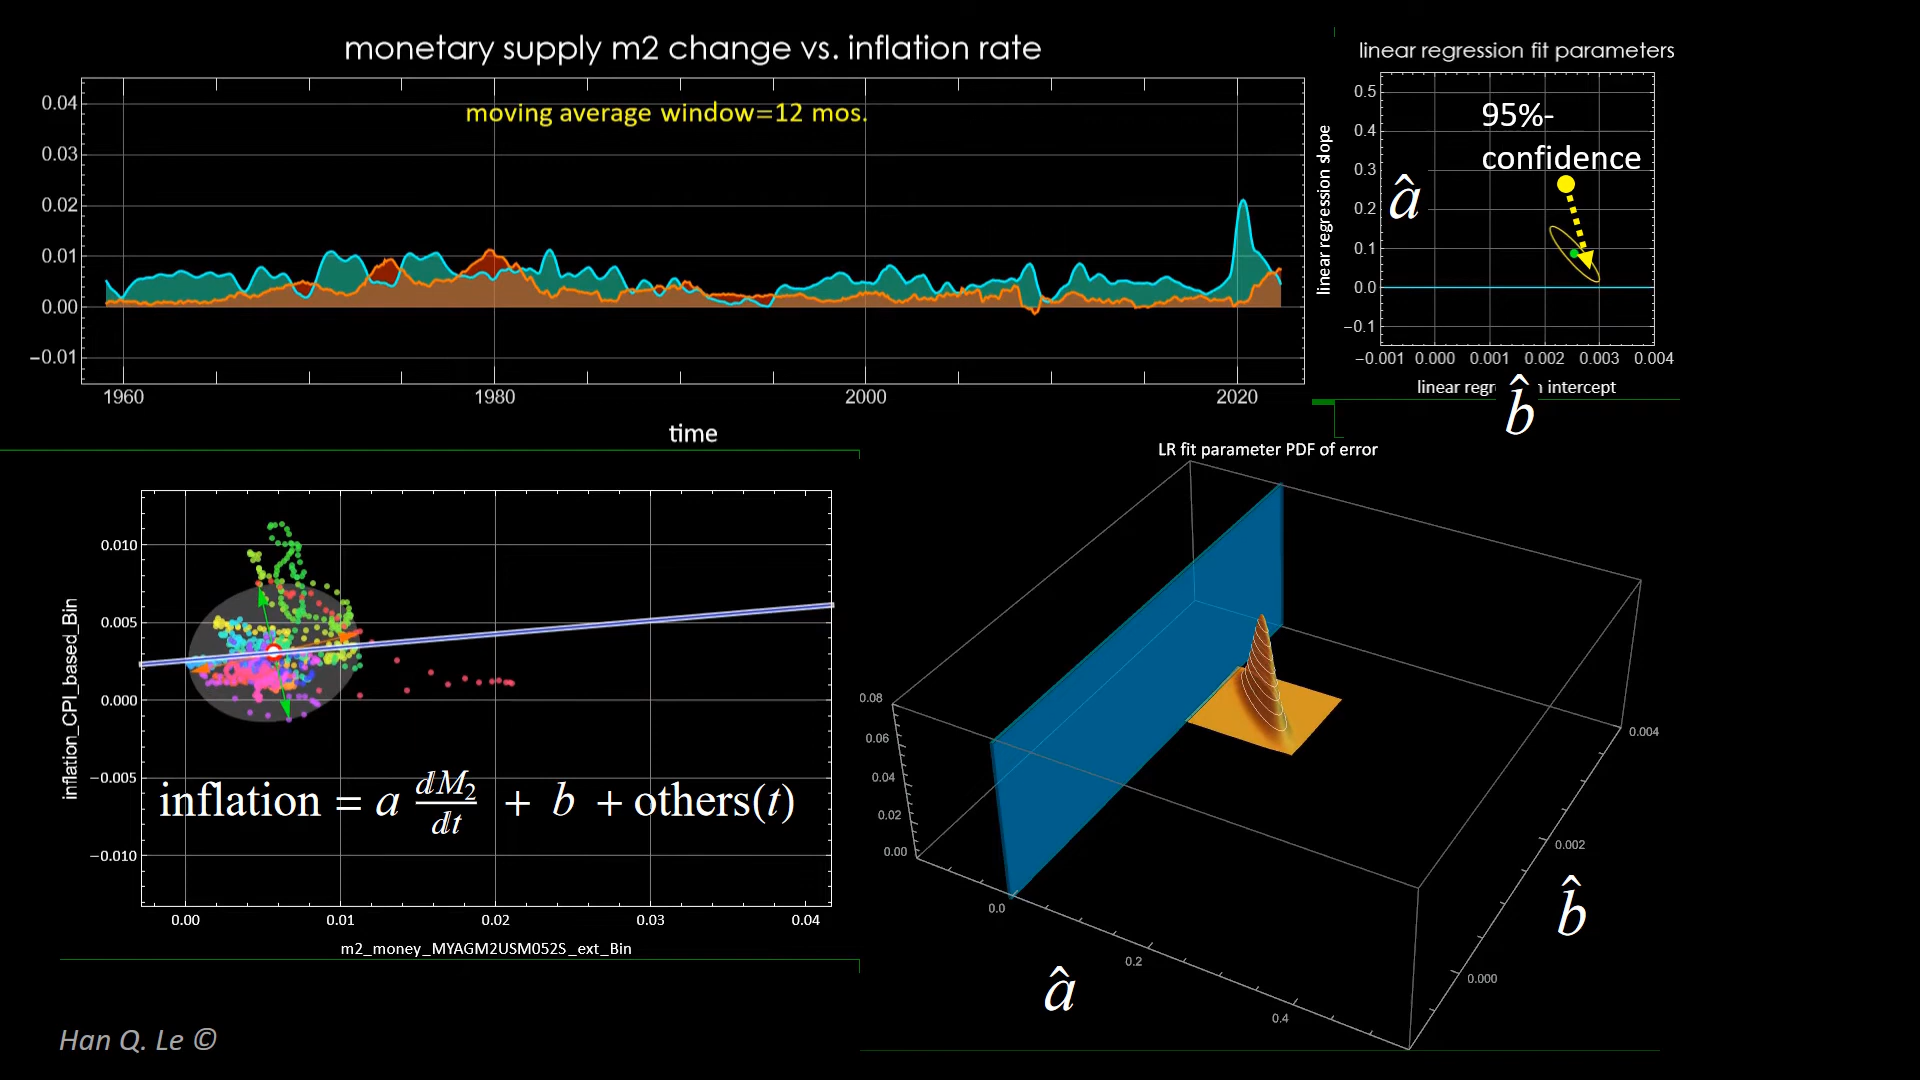 monetary supply m2 change vs. inflation rate
moving average window=12 mos.
0.04
0.03
0.02
0.01
0.00
−0.01
1960
1980
2000
2020
time
linear regression fit parameters
95%-
confidence
linear regression slope
0.5
0.4
0.3
0.2
0.1
0.0
−0.1
â
−0.001
0.000
0.001
0.002
0.003
0.004
linear regr n intercept
b̂
inflation_CPI_based_Bin
0.010
0.005
0.000
−0.005
−0.010
inflation = a dM₂/dt + b + others(t)
0.00
0.01
0.02
0.03
0.04
m2_money_MYAGM2USM052S_ext_Bin
LR fit parameter PDF of error
0.08
0.06
0.04
0.02
0.00
0.0
0.2
0.4
â
0.004
0.002
0.000
b̂
Han Q. Le ©